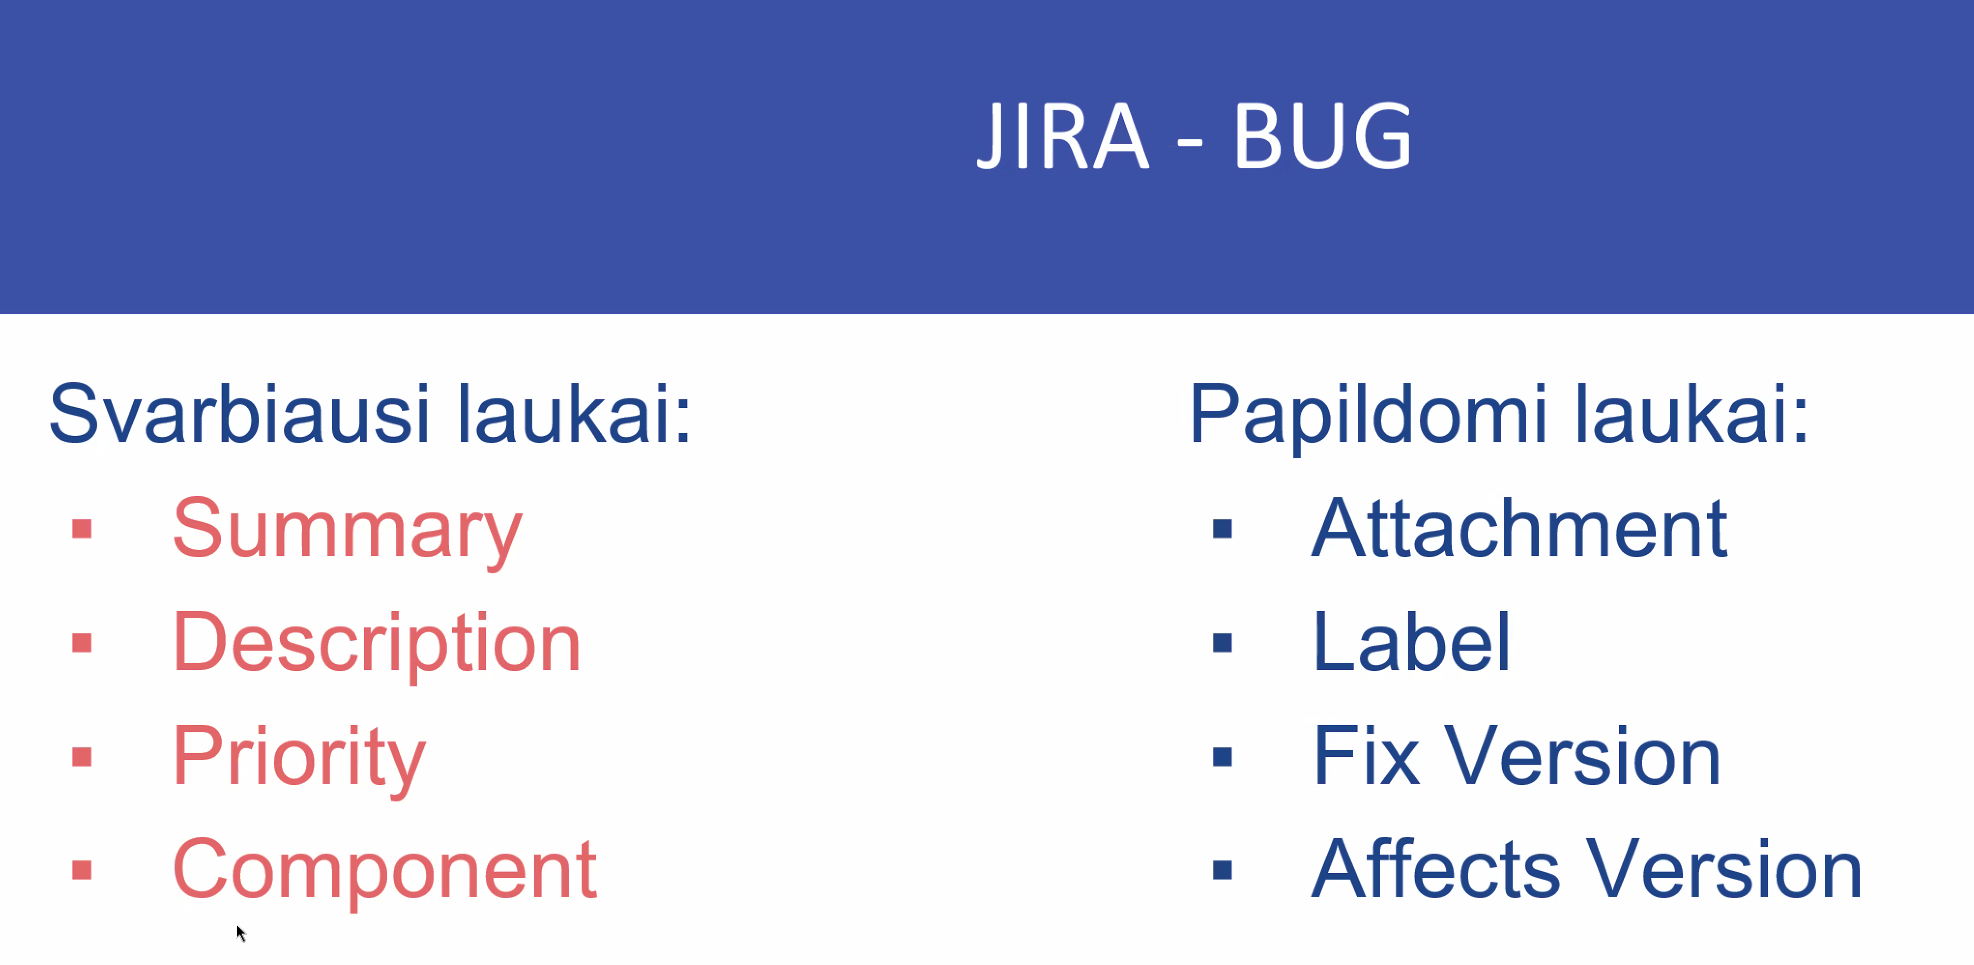 JIRA - BUG
Svarbiausi laukai:
▪ Summary
▪ Description
▪ Priority
▪ Component
Papildomi laukai:
▪ Attachment
▪ Label
▪ Fix Version
▪ Affects Version